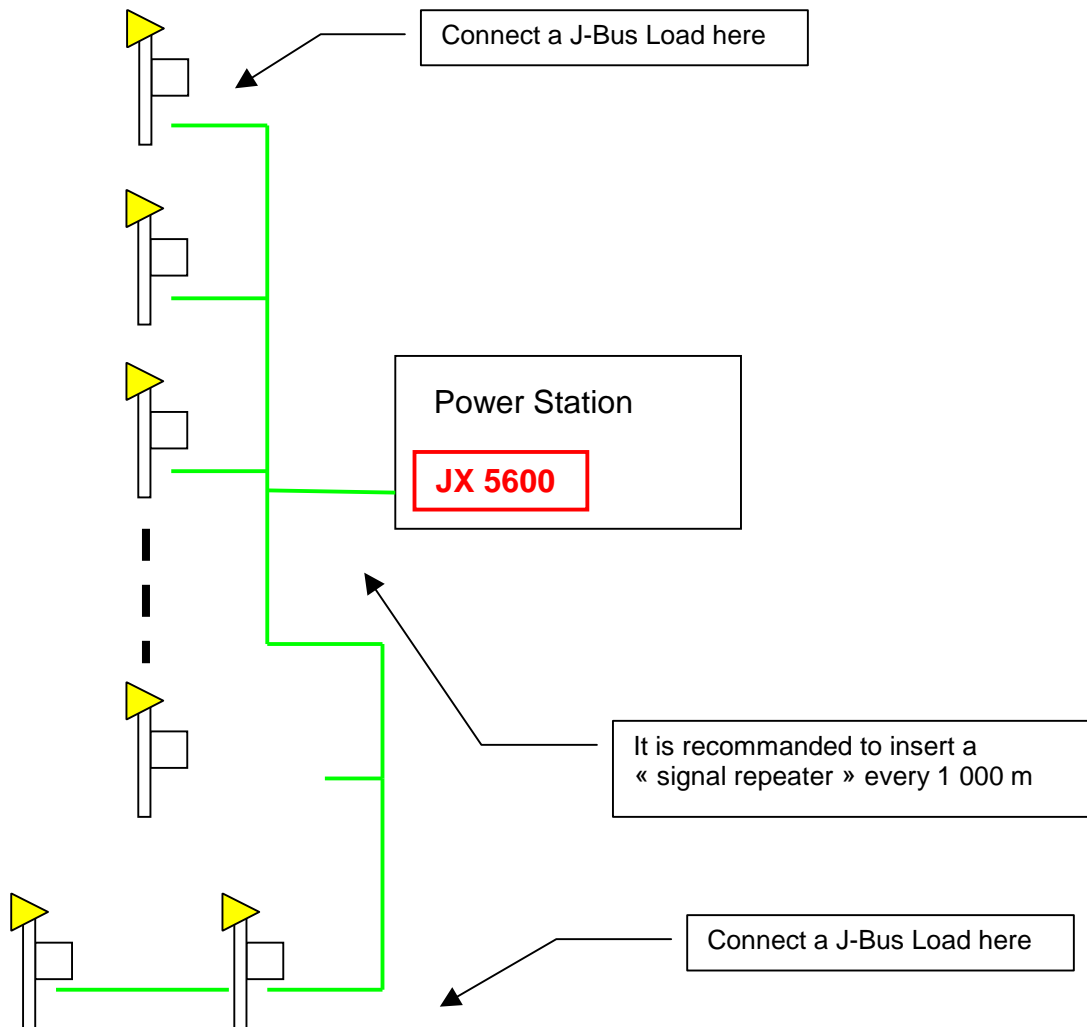 Connect a J-Bus Load here
Power Station
JX 5600
It is recommanded to insert a
« signal repeater » every 1 000 m
Connect a J-Bus Load here